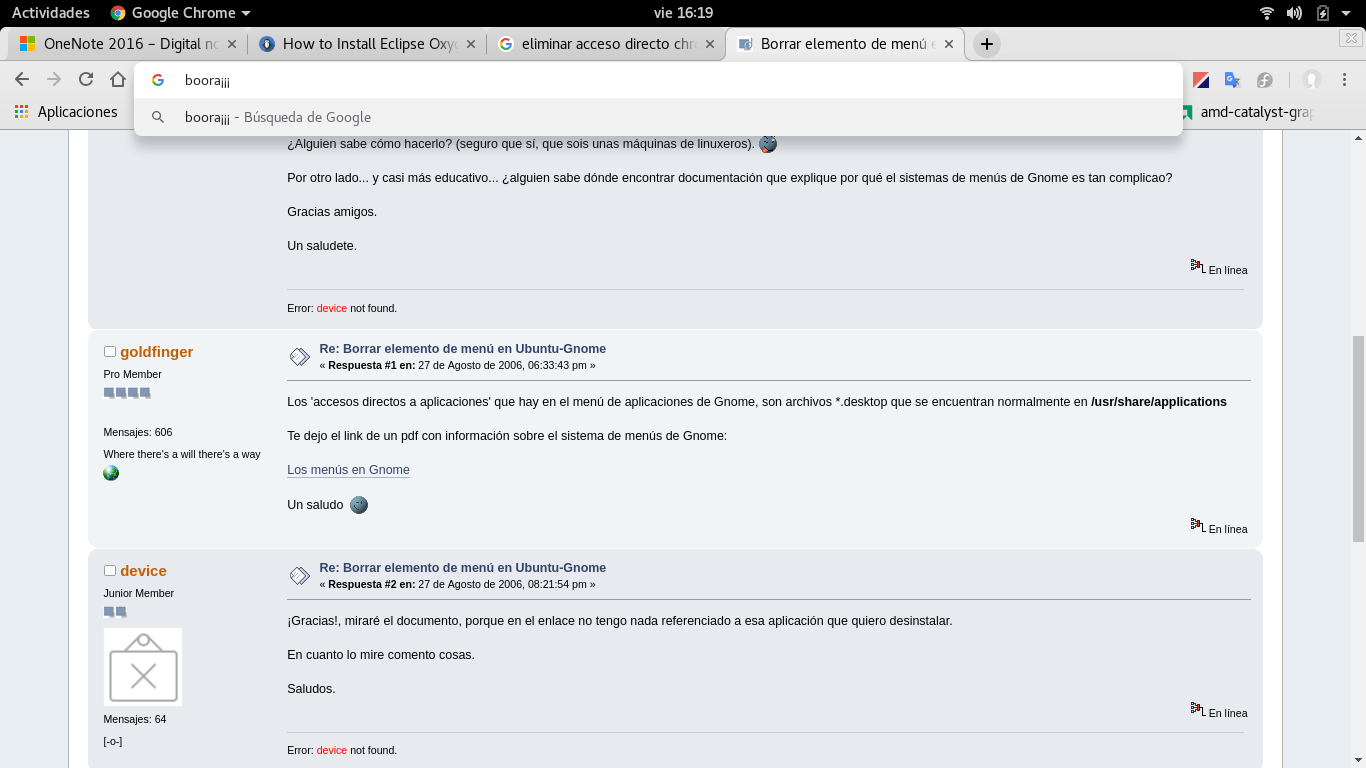 Actividades Google Chrome vie 16:19
OneNote 2016 – Digital no How to Install Eclipse Oxy eliminar acceso directo chr Borrar elemento de menú e
boora¡¡¡
Aplicaciones boora¡¡¡ - Búsqueda de Google amd-catalyst-grap
¿Alguien sabe cómo hacerlo? (seguro que sí, que sois unas máquinas de linuxeros).
Por otro lado... y casi más educativo... ¿alguien sabe dónde encontrar documentación que explique por qué el sistemas de menús de Gnome es tan complicao?
Gracias amigos.
Un saludete.
En línea
Error: device not found.
goldfinger
Pro Member
Mensajes: 606
Where there's a will there's a way
Re: Borrar elemento de menú en Ubuntu-Gnome
« Respuesta #1 en: 27 de Agosto de 2006, 06:33:43 pm »
Los 'accesos directos a aplicaciones' que hay en el menú de aplicaciones de Gnome, son archivos *.desktop que se encuentran normalmente en /usr/share/applications
Te dejo el link de un pdf con información sobre el sistema de menús de Gnome:
Los menús en Gnome
Un saludo
En línea
device
Junior Member
Mensajes: 64
[-o-]
Re: Borrar elemento de menú en Ubuntu-Gnome
« Respuesta #2 en: 27 de Agosto de 2006, 08:21:54 pm »
¡Gracias!, miraré el documento, porque en el enlace no tengo nada referenciado a esa aplicación que quiero desinstalar.
En cuanto lo mire comento cosas.
Saludos.
En línea
Error: device not found.